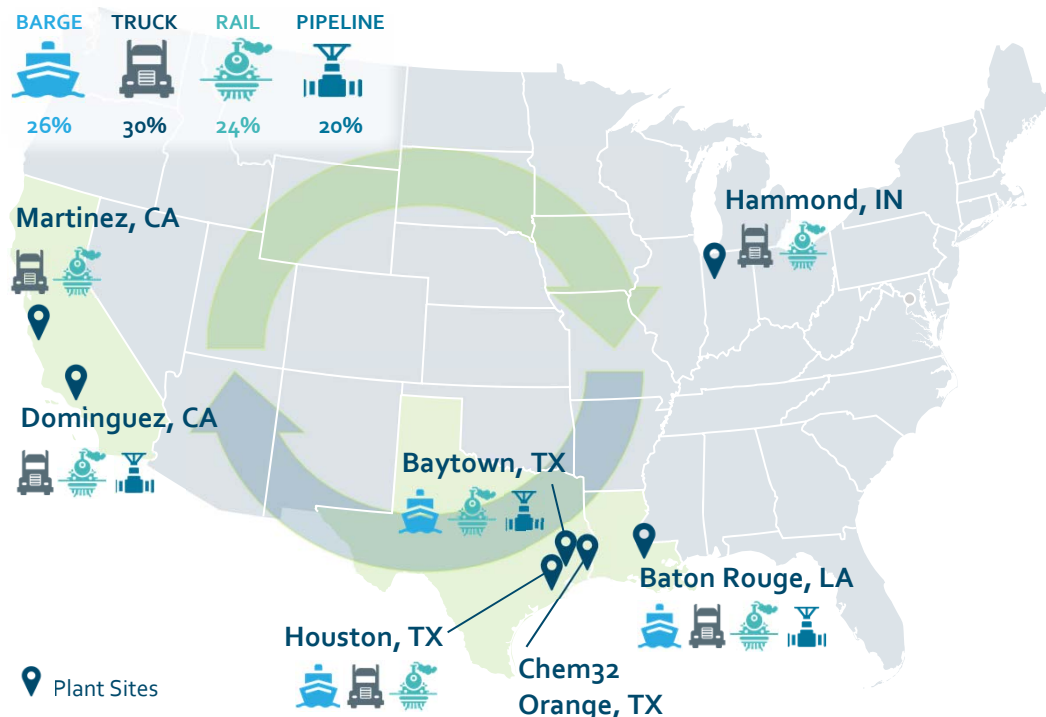 BARGE TRUCK RAIL PIPELINE
26% 30% 24% 20%
Martinez, CA
Hammond, IN
Dominguez, CA
Baytown, TX
Baton Rouge, LA
Houston, TX
Chem32
Orange, TX
Plant Sites